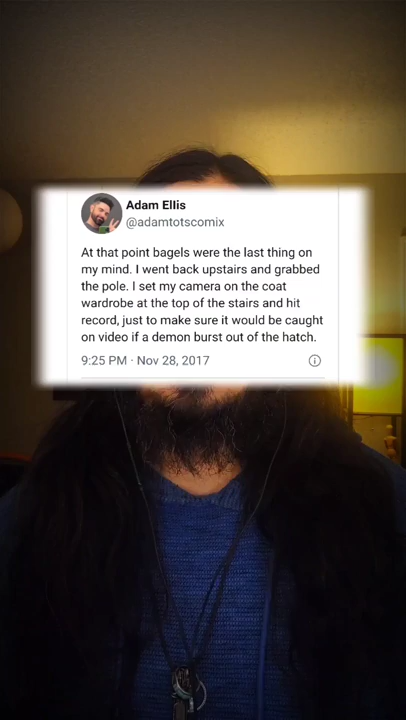 Adam Ellis
@adamtotscomix
At that point bagels were the last thing on
my mind. I went back upstairs and grabbed
the pole. I set my camera on the coat
wardrobe at the top of the stairs and hit
record, just to make sure it would be caught
on video if a demon burst out of the hatch.
9:25 PM · Nov 28, 2017